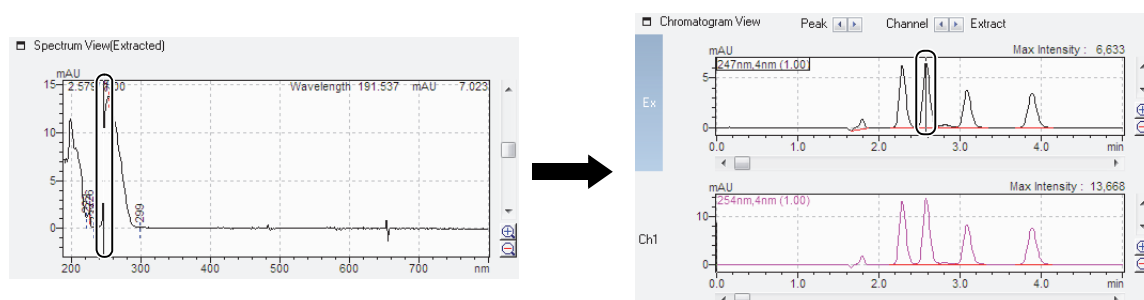 Spectrum View(Extracted)
mAU
Wavelength 191.537 mAU 7.023
15
10
5
0
299
200 300 400 500 600 700 nm
Chromatogram View Peak Channel Extract
Ex
mAU
Max Intensity : 6,633
247nm,4nm (1.00)
5
0
0.0 1.0 2.0 3.0 4.0 min
Ch1
mAU
Max Intensity : 13,668
254nm,4nm (1.00)
10
0
0.0 1.0 2.0 3.0 4.0 min